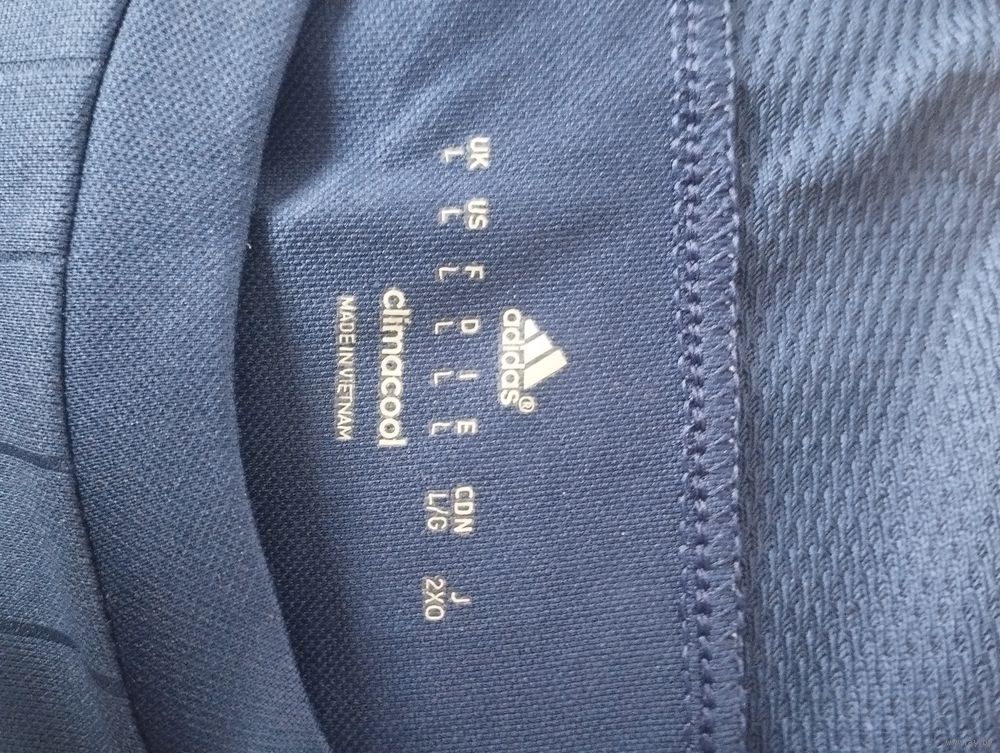 adidas®
UK US F D I E CDN J
L L L L L L L/G 2XO
climacool
MADE IN VIETNAM